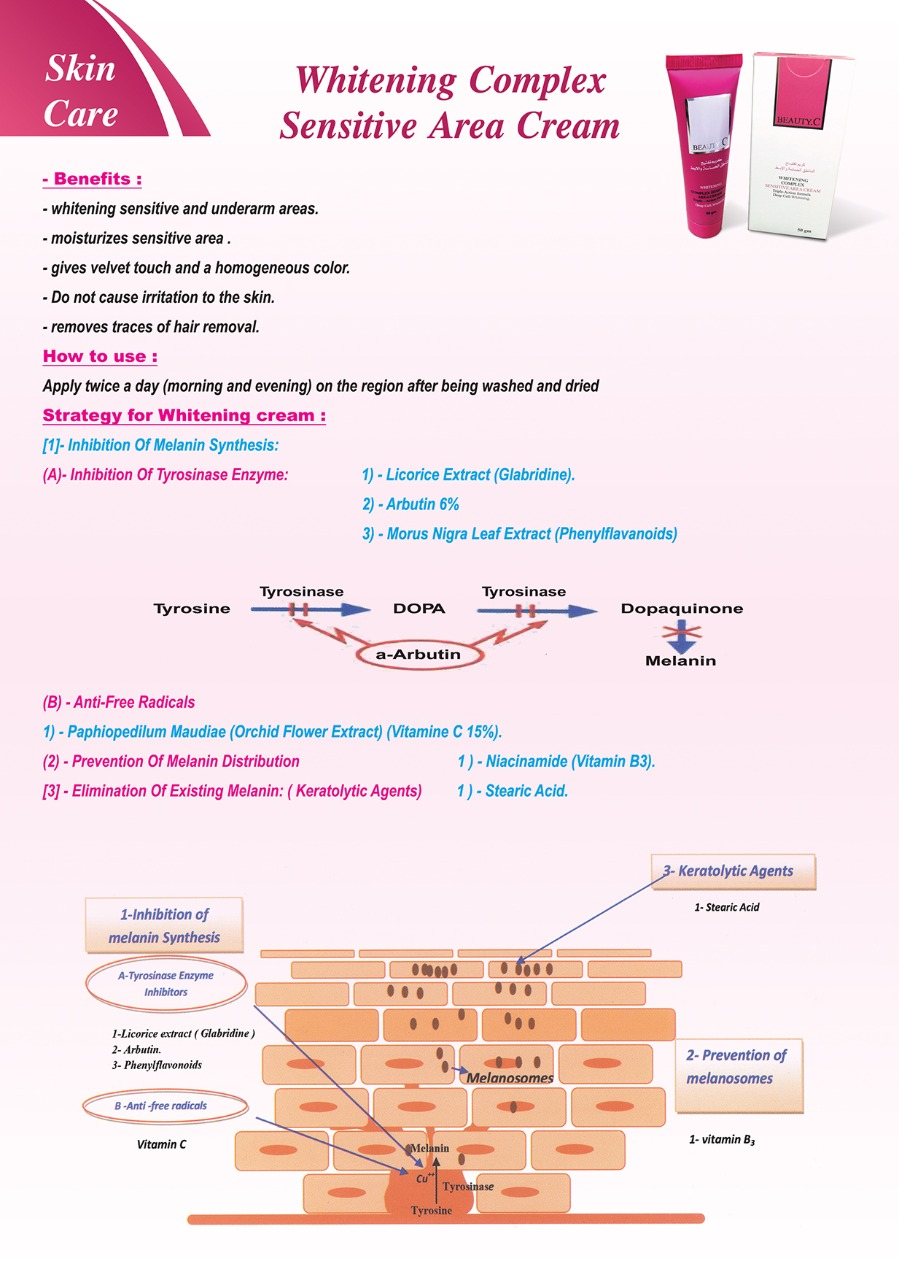 Skin
Care
Whitening Complex
Sensitive Area Cream
BEAUTY.C
WHITENING
BEAUTY.C
WHITENING
COMPLEX
SENSITIVE AREA CREAM
- Benefits :
- whitening sensitive and underarm areas.
- moisturizes sensitive area .
- gives velvet touch and a homogeneous color.
- Do not cause irritation to the skin.
- removes traces of hair removal.
How to use :
Apply twice a day (morning and evening) on the region after being washed and dried
Strategy for Whitening cream :
[1]- Inhibition Of Melanin Synthesis:
(A)- Inhibition Of Tyrosinase Enzyme: 1) - Licorice Extract (Glabridine).
2) - Arbutin 6%
3) - Morus Nigra Leaf Extract (Phenylflavanoids)
Tyrosinase Tyrosinase
Tyrosine DOPA Dopaquinone
a-Arbutin
Melanin
(B) - Anti-Free Radicals
1) - Paphiopedilum Maudiae (Orchid Flower Extract) (Vitamine C 15%).
(2) - Prevention Of Melanin Distribution 1 ) - Niacinamide (Vitamin B3).
[3] - Elimination Of Existing Melanin: ( Keratolytic Agents) 1 ) - Stearic Acid.
3- Keratolytic Agents
1- Stearic Acid
1-Inhibition of
melanin Synthesis
A-Tyrosinase Enzyme
Inhibitors
1-Licorice extract ( Glabridine )
2- Arbutin.
3- Phenylflavonoids
B -Anti -free radicals
Vitamin C
2- Prevention of
melanosomes
1- vitamin B₃
Melanosomes
Melanin
Cu⁺⁺
Tyrosinase
Tyrosine